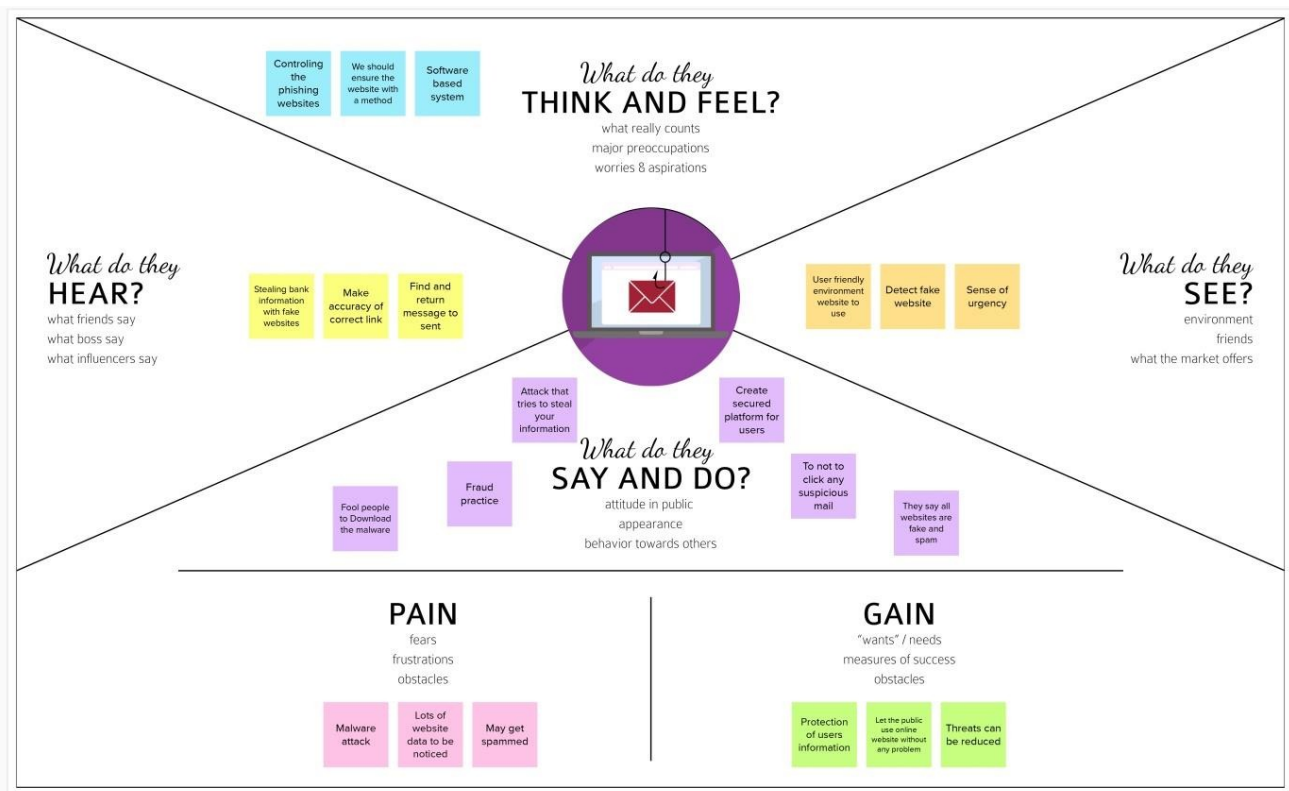 What do they
THINK AND FEEL?
what really counts
major preoccupations
worries & aspirations
Controling
the
phishing
websites
We should
ensure the
website with
a method
Software
based
system
What do they
HEAR?
what friends say
what boss say
what influencers say
Stealing bank
information
with fake
websites
Make
accuracy of
correct link
Find and
return
message to
sent
User friendly
environment
website to
use
Detect fake
website
Sense of
urgency
What do they
SEE?
environment
friends
what the market offers
Attack that
tries to steal
your
information
Create
secured
platform for
users
What do they
SAY AND DO?
attitude in public
appearance
behavior towards others
Fool people
to Download
the malware
Fraud
practice
To not to
click any
suspicious
mail
They say all
websites are
fake and
spam
PAIN
fears
frustrations
obstacles
Malware
attack
Lots of
website
data to be
noticed
May get
spammed
GAIN
"wants" / needs
measures of success
obstacles
Protection
of users
information
Let the public
use online
website without
any problem
Threats can
be reduced